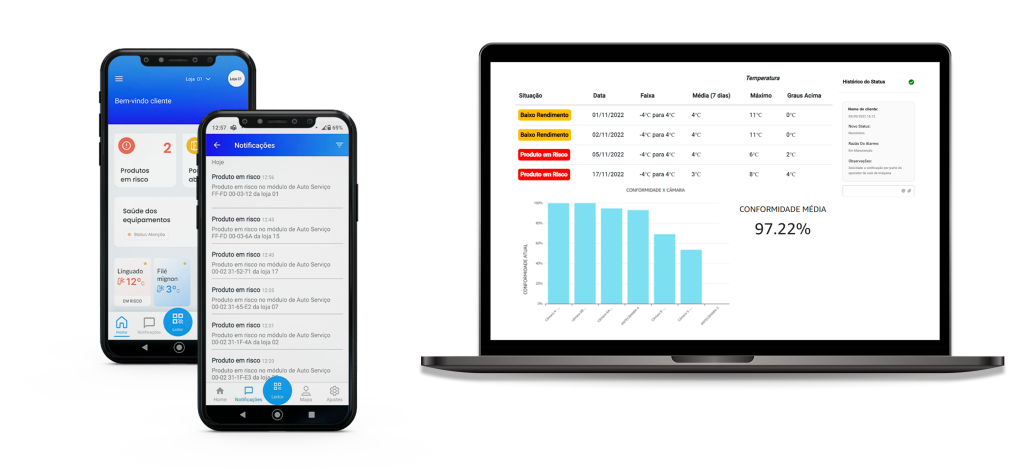 Loja 01
Loja 01
Bem-vindo cliente
2
Produtos
em risco
Saúde dos
equipamentos
Status: Atenção
Linguado
12°c
EM RISCO
Filé
mignon
3°c
Home
Notificações
Leitor
12:57
69%
Notificações
Hoje
Produto em risco 12:56
Produto em risco no módulo de Auto Serviço
FF-FD 00-03-12 da loja 01
Produto em risco 12:45
Produto em risco no módulo de Auto Serviço
FF-FD 00-03-6A da loja 15
Produto em risco 12:40
Produto em risco no módulo de Auto Serviço
00-02 31-52-71 da loja 17
Produto em risco 12:35
Produto em risco no módulo de Auto Serviço
00-02 31-65-E2 da loja 07
Produto em risco 12:31
Produto em risco no módulo de Auto Serviço
00-02 31-1F-4A da loja 02
Produto em risco 12:20
Produto em risco no módulo de Auto Serviço
00-02 31-1F-E3 da loja
Home
Notificações
Leitor
Mapa
Ajustes
Temperatura
Situação Data Faixa Média (7 dias) Máximo Graus Acima
Baixo Rendimento 01/11/2022 -4°C para 4°C 4°C 11°C 0°C
Baixo Rendimento 02/11/2022 -4°C para 4°C 4°C 11°C 0°C
Produto em Risco 05/11/2022 -4°C para 4°C 4°C 6°C 2°C
Produto em Risco 17/11/2022 -4°C para 4°C 3°C 8°C 4°C
CONFORMIDADE X CÂMARA
CONFORMIDADE ATUAL
100%
80%
60%
40%
20%
0%
CONFORMIDADE MÉDIA
97.22%
Histórico do Status
Nome do cliente:
Novo Status:
Razão Do Alarme:
Em Manutenção
Observações: